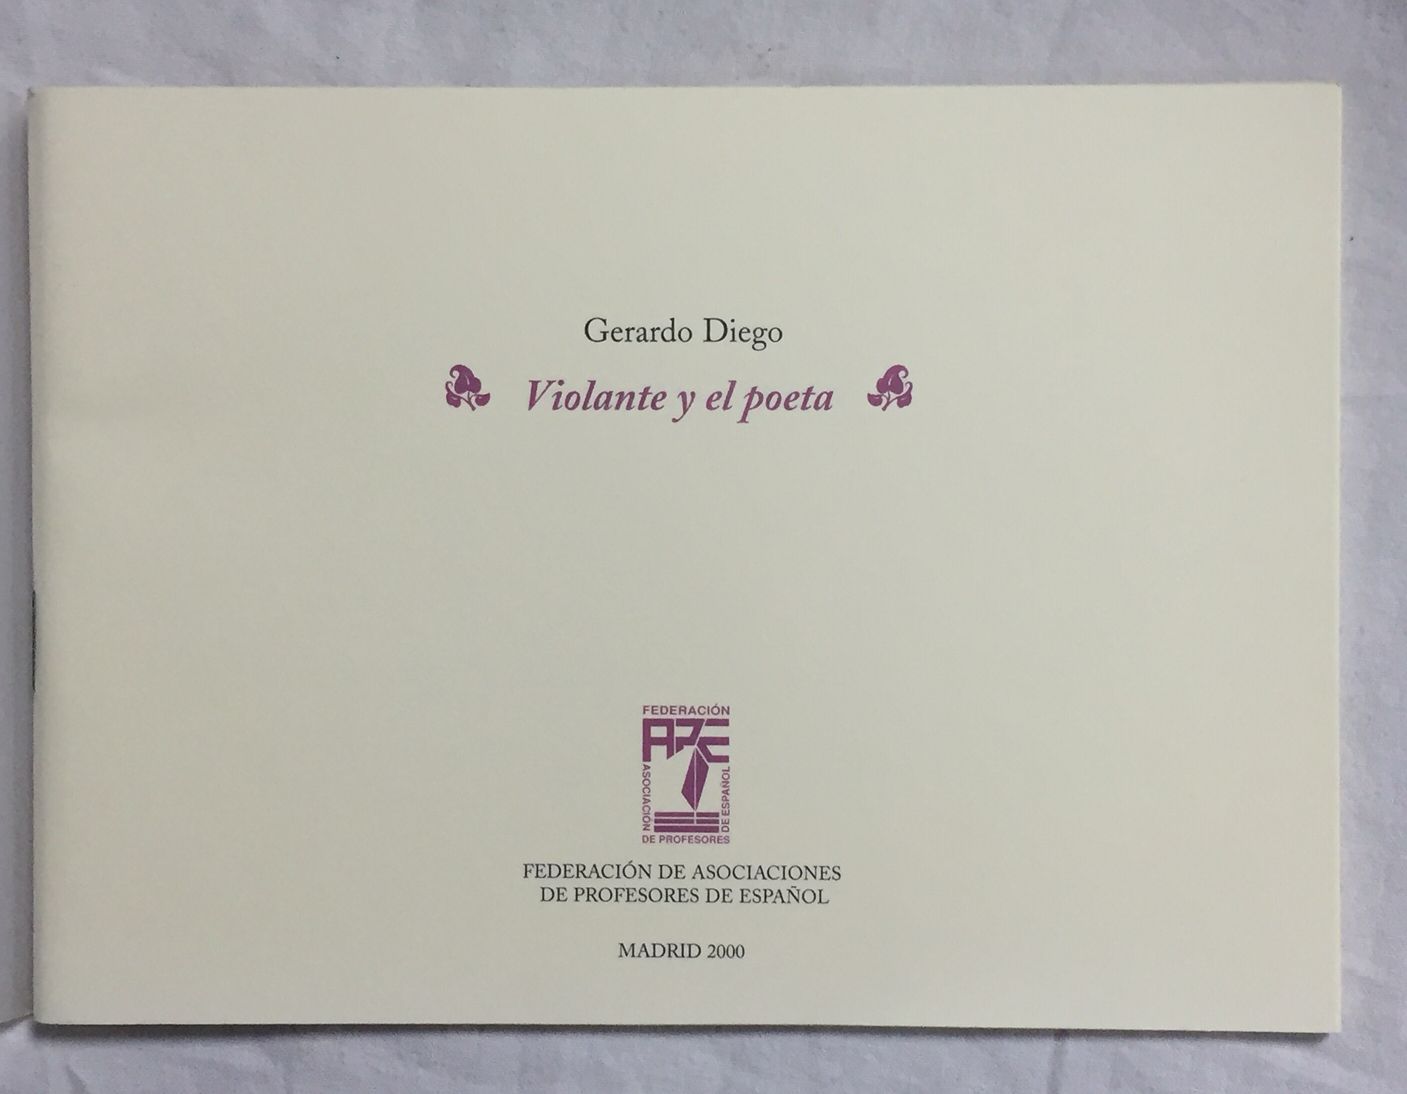 Gerardo Diego
Violante y el poeta
FEDERACIÓN
APE
ASOCIACIÓN
DE ESPAÑOL
DE PROFESORES
FEDERACIÓN DE ASOCIACIONES
DE PROFESORES DE ESPAÑOL
MADRID 2000